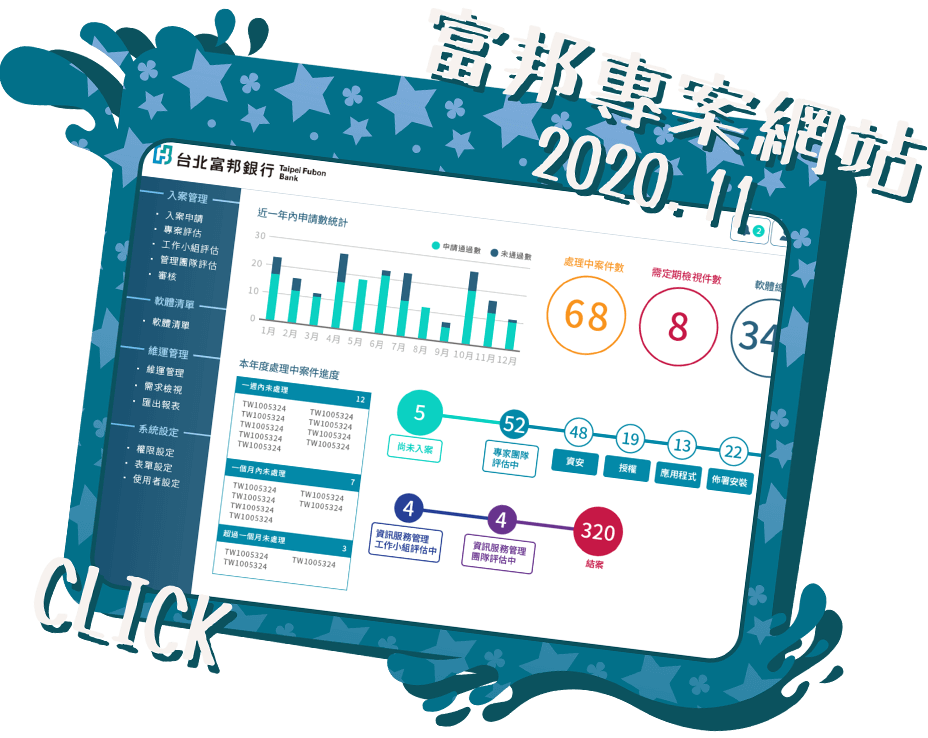 富邦專案網站
2020.11
台北富邦銀行 Taipei Fubon Bank
2
入案管理
・ 入案申請
・ 專案評估
・ 工作小組評估
・ 管理團隊評估
・ 審核
軟體清單
・ 軟體清單
維運管理
・ 維運管理
・ 需求檢視
・ 匯出報表
系統設定
・ 權限設定
・ 表單設定
・ 使用者設定
近一年內申請數統計
申請通過數 未通過數
30
20
10
0
1月 2月 3月 4月 5月 6月 7月 8月 9月 10月 11月 12月
處理中案件數
68
需定期檢視件數
8
軟體總
34
本年度處理中案件進度
一週內未處理 12
TW1005324 TW1005324
TW1005324 TW1005324
TW1005324 TW1005324
TW1005324 TW1005324
TW1005324
一個月內未處理 7
TW1005324 TW1005324
TW1005324 TW1005324
TW1005324
TW1005324
超過一個月未處理 3
TW1005324 TW1005324
TW1005324
5 52 48 19 13 22
尚未入案
專家團隊
評估中
資安
授權
應用程式
佈署安裝
4 4 320
資訊服務管理
工作小組評估中
資訊服務管理
團隊評估中
結案
CLICK